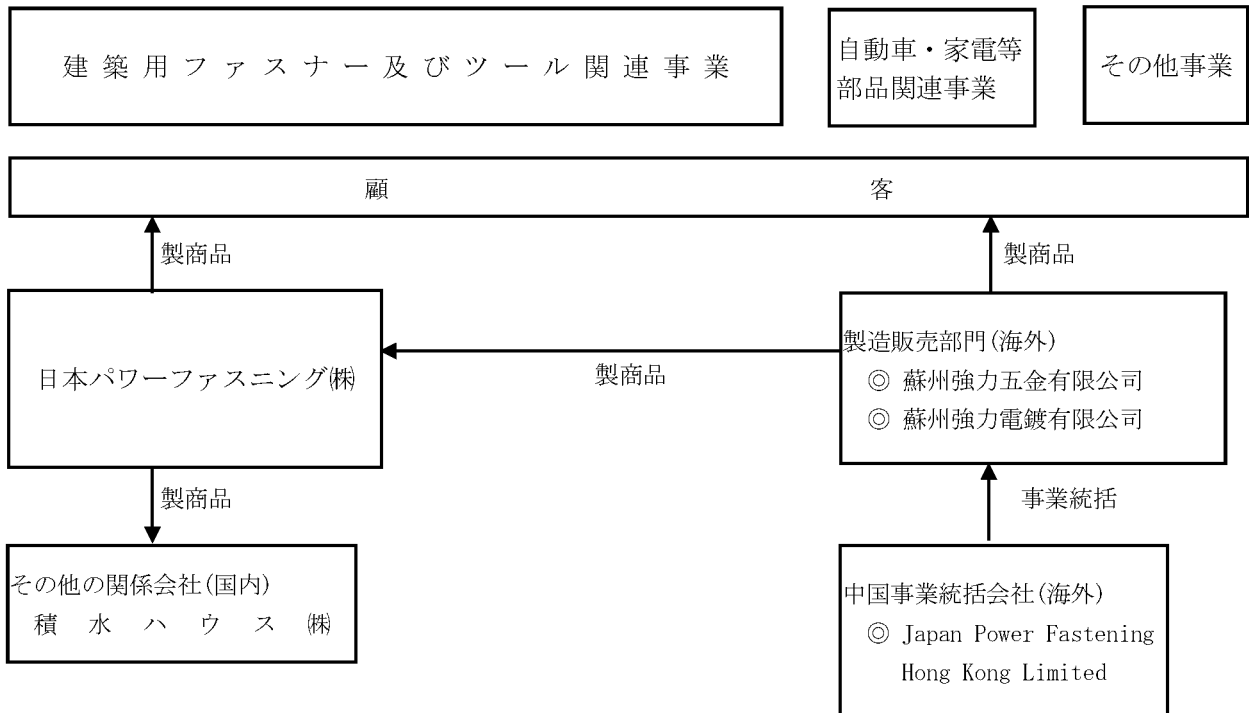 建築用ファスナー及びツール関連事業
自動車・家電等
部品関連事業
その他事業
顧客
製商品
製商品
日本パワーファスニング㈱
製商品
製造販売部門(海外)
◎ 蘇州強力五金有限公司
◎ 蘇州強力電鍍有限公司
製商品
事業統括
その他の関係会社(国内)
積水ハウス㈱
中国事業統括会社(海外)
◎ Japan Power Fastening
Hong Kong Limited